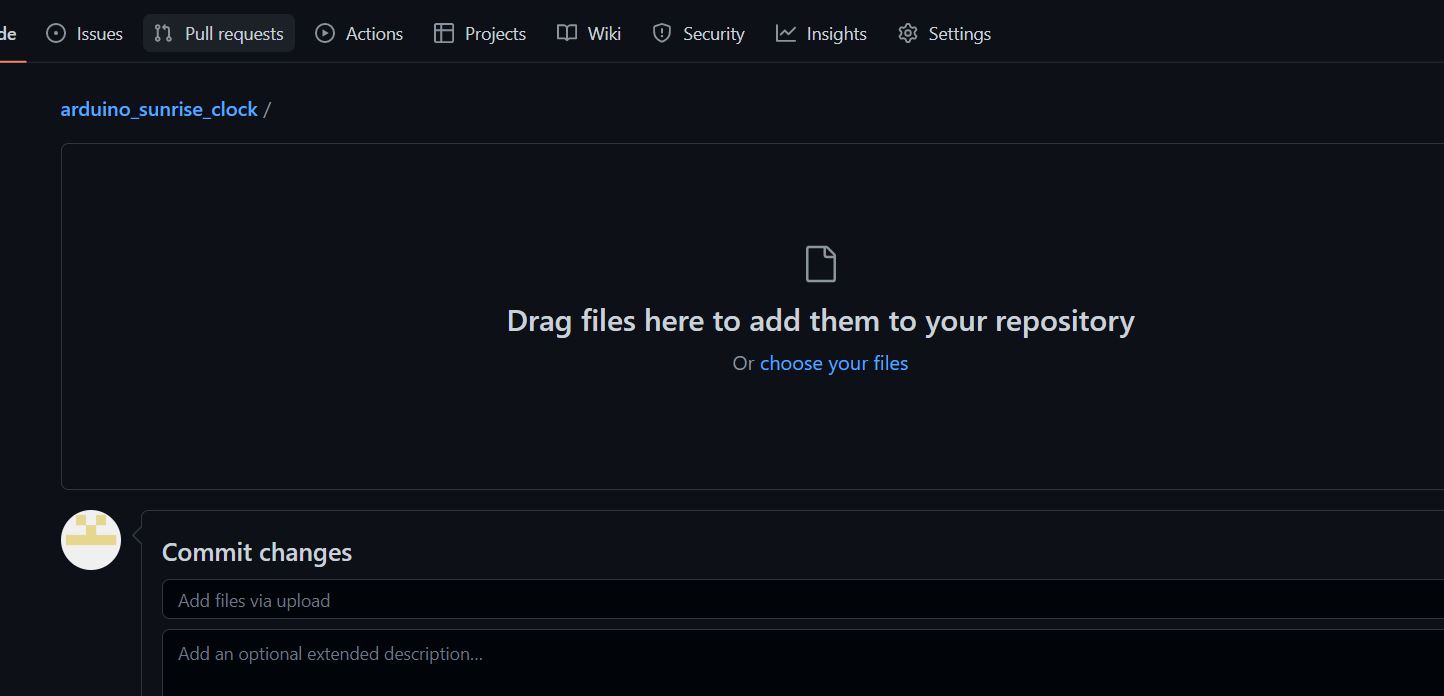 de Issues Pull requests Actions Projects Wiki Security Insights Settings
arduino_sunrise_clock /
Drag files here to add them to your repository
Or choose your files
Commit changes
Add files via upload
Add an optional extended description...